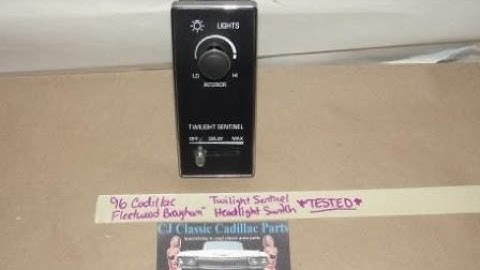 LIGHTS
LO HI
INTERIOR
TWILIGHT SENTINEL
OFF DELAY MAX
96 Cadillac Twilight Sentinel
Fleetwood Brougham Headlight Switch *TESTED*
CJ Classic Cadillac Parts